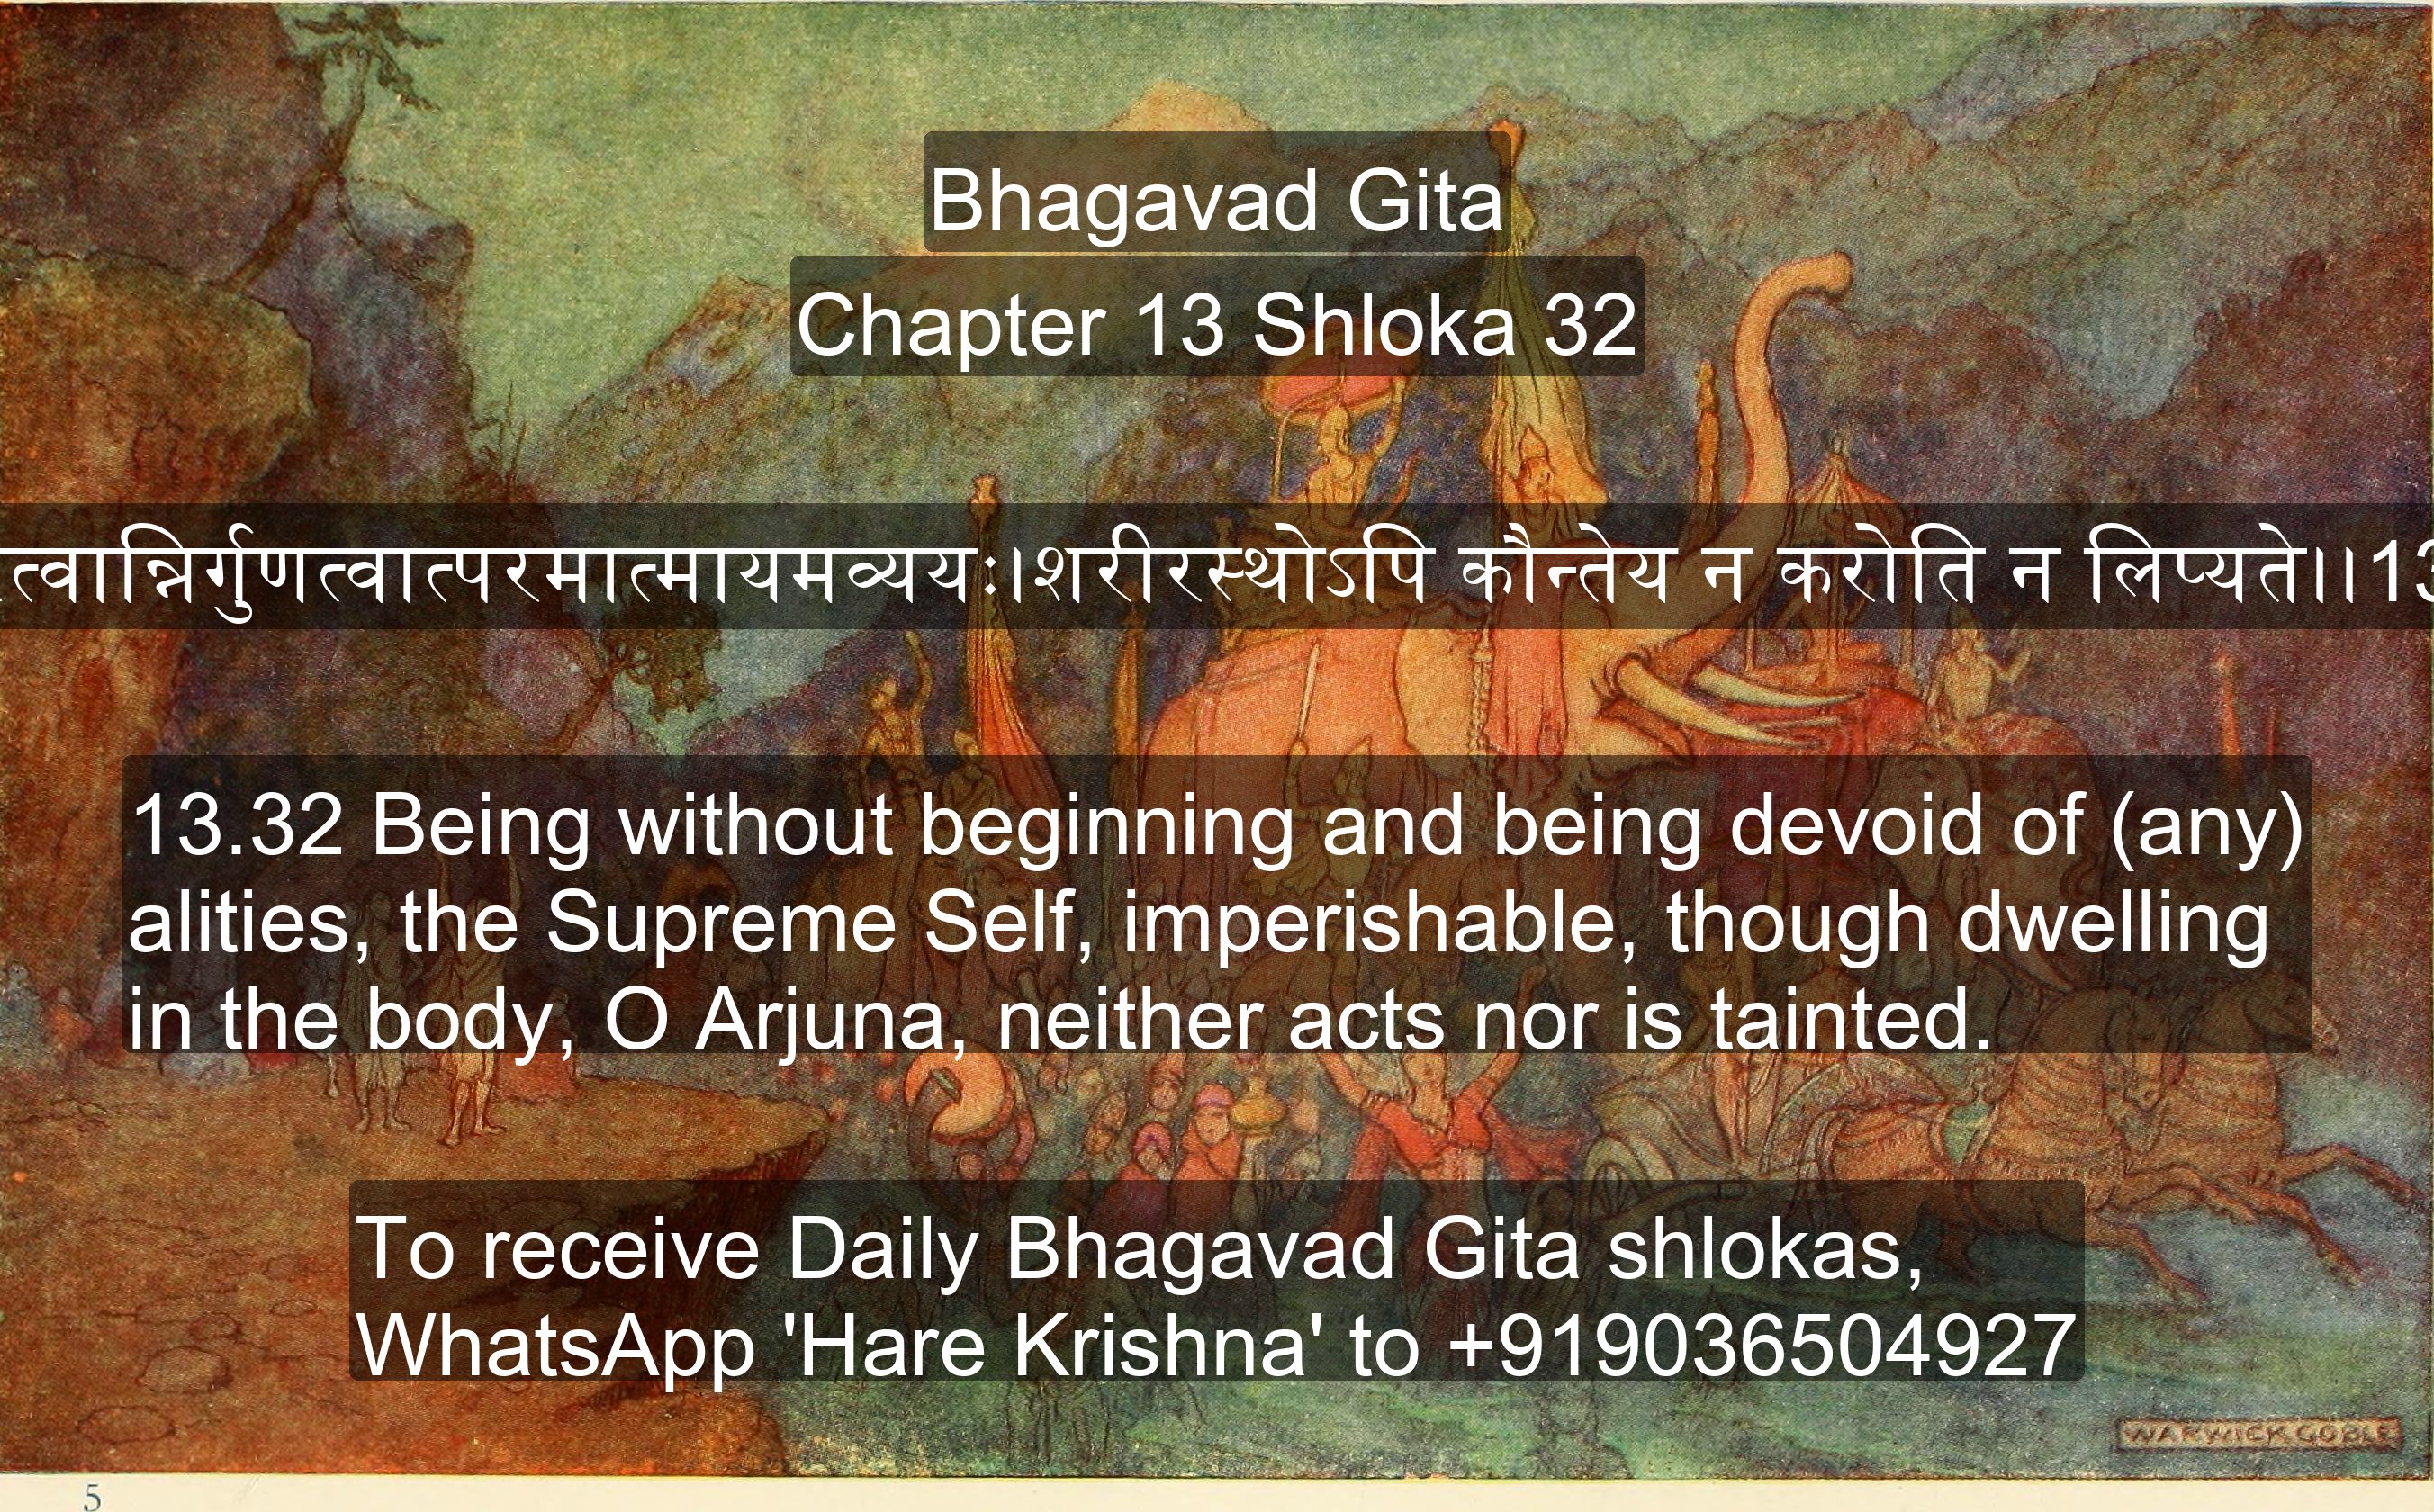 Bhagavad Gita
Chapter 13 Shloka 32
त्वान्निर्गुणत्वात्परमात्मायमव्ययः।शरीरस्थोऽपि कौन्तेय न करोति न लिप्यते।।13
13.32 Being without beginning and being devoid of (any)
alities, the Supreme Self, imperishable, though dwelling
in the body, O Arjuna, neither acts nor is tainted.
To receive Daily Bhagavad Gita shlokas,
WhatsApp 'Hare Krishna' to +919036504927
WARWICK GOBLE
5